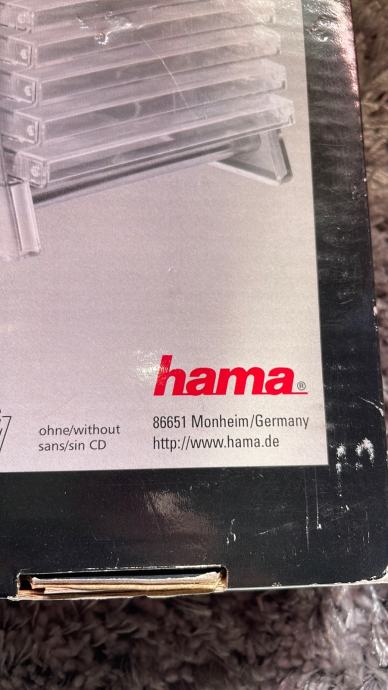 hama®
ohne/without
sans/sin CD
86651 Monheim/Germany
http://www.hama.de